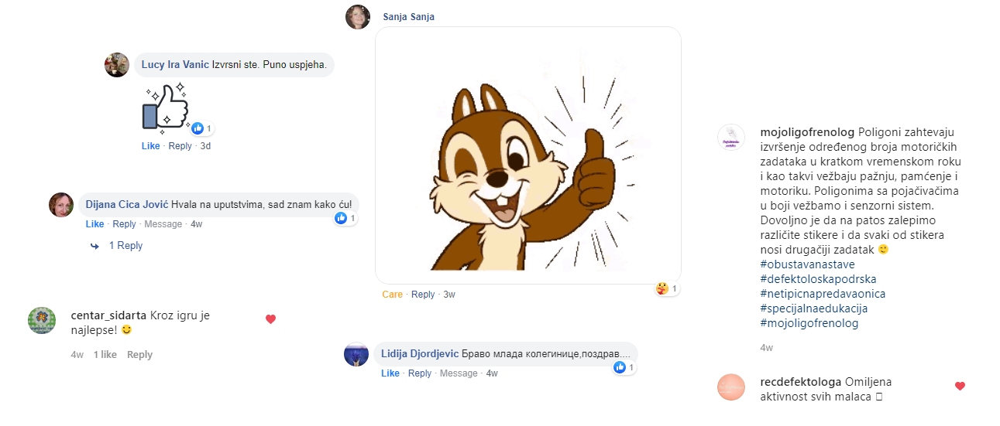 Sanja Sanja
Lucy Ira Vanic Izvrsni ste. Puno uspjeha.
1
Like · Reply · 3d
Dijana Cica Jović Hvala na uputstvima, sad znam kako ću!
1
Like · Reply · Message · 4w
1 Reply
centar_sidarta Kroz igru je
najlepse!
4w 1 like Reply
1
Care · Reply · 3w
Lidija Djordjevic Браво млада колегинице,поздрав....
1
Like · Reply · Message · 4w
mojoligofrenolog Poligoni zahtevaju
izvršenje određenog broja motoričkih
zadataka u kratkom vremenskom roku
i kao takvi vežbaju pažnju, pamćenje i
motoriku. Poligonima sa pojačivačima
u boji vežbamo i senzorni sistem.
Dovoljno je da na patos zalepimo
različite stikere i da svaki od stikera
nosi drugačiji zadatak
#obustavanastave
#defektoloskapodrska
#netipicnapredavaonica
#specijalnaedukacija
#mojoligofrenolog
4w
recdefektologa Omiljena
aktivnost svih malaca